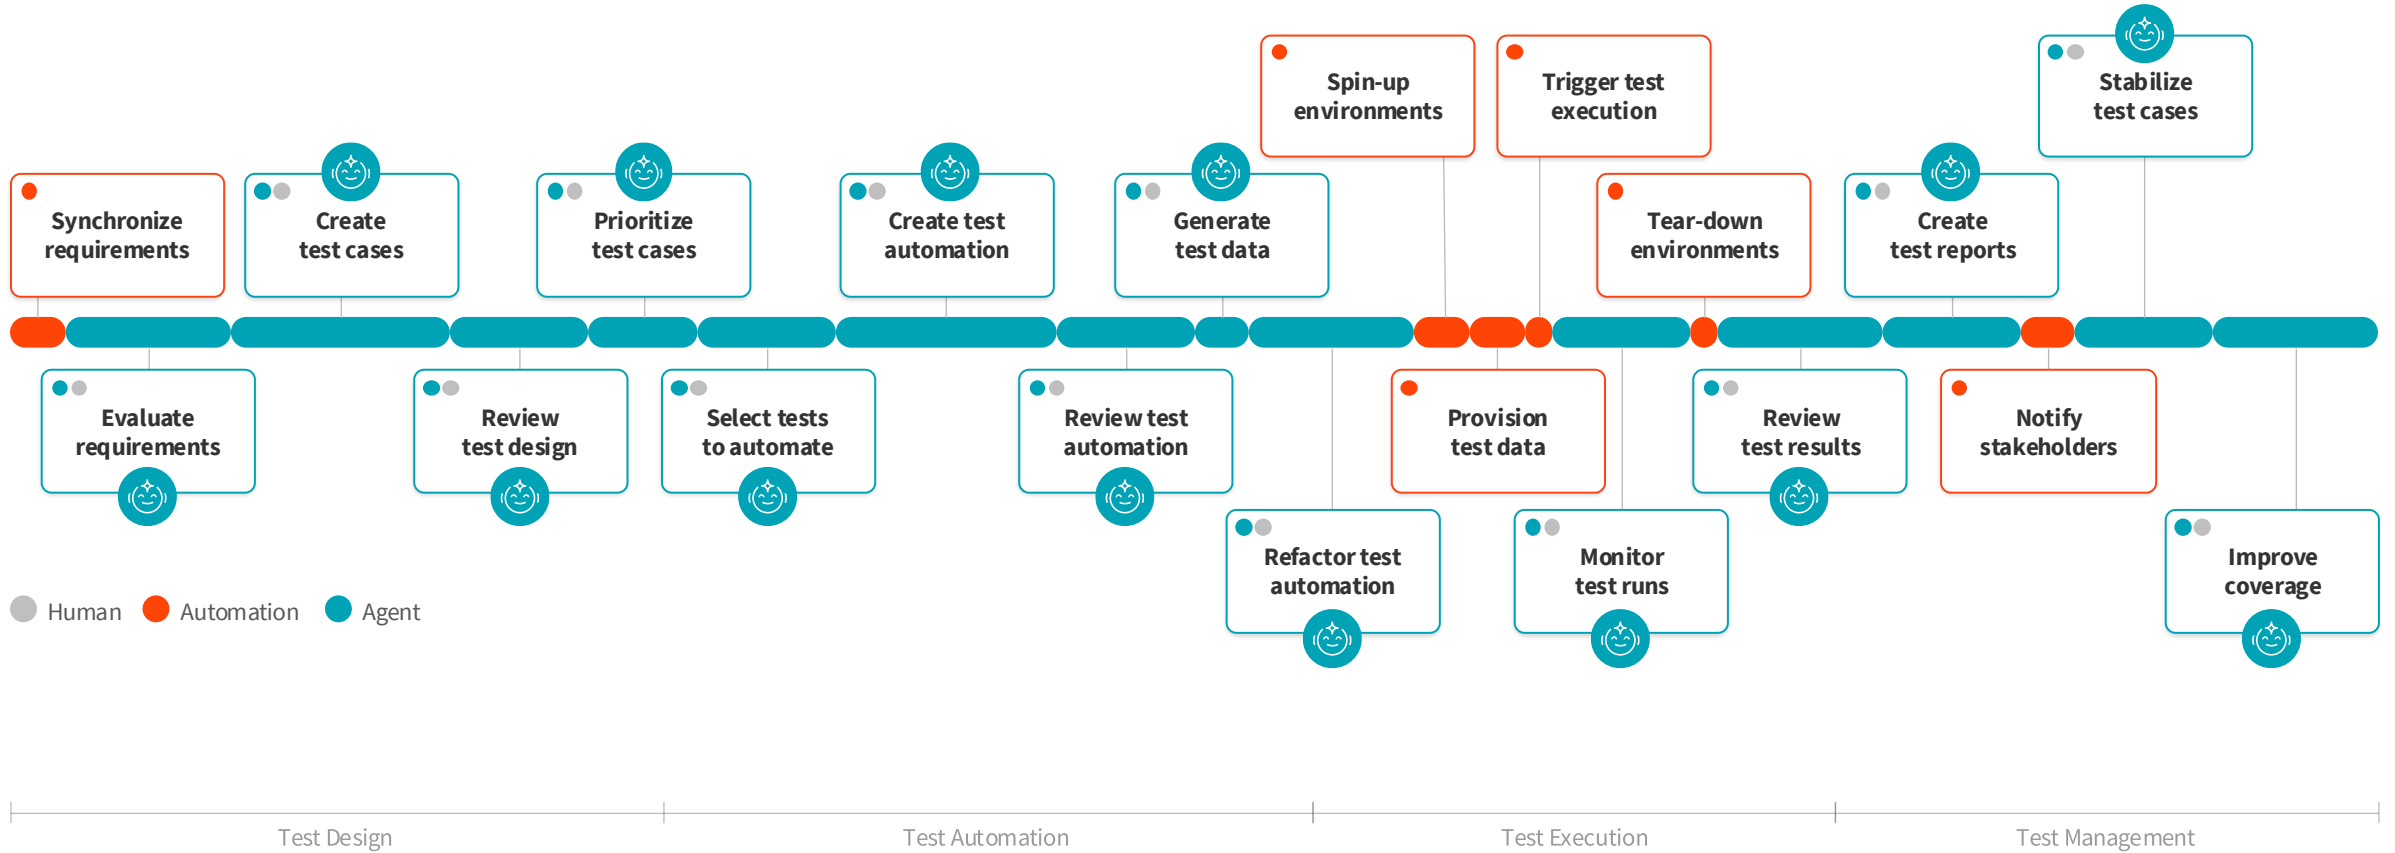 Spin-up
environments
Trigger test
execution
Stabilize
test cases
Synchronize
requirements
Create
test cases
Prioritize
test cases
Create test
automation
Generate
test data
Tear-down
environments
Create
test reports
Evaluate
requirements
Review
test design
Select tests
to automate
Review test
automation
Provision
test data
Review
test results
Notify
stakeholders
Refactor test
automation
Monitor
test runs
Improve
coverage
Human
Automation
Agent
Test Design
Test Automation
Test Execution
Test Management